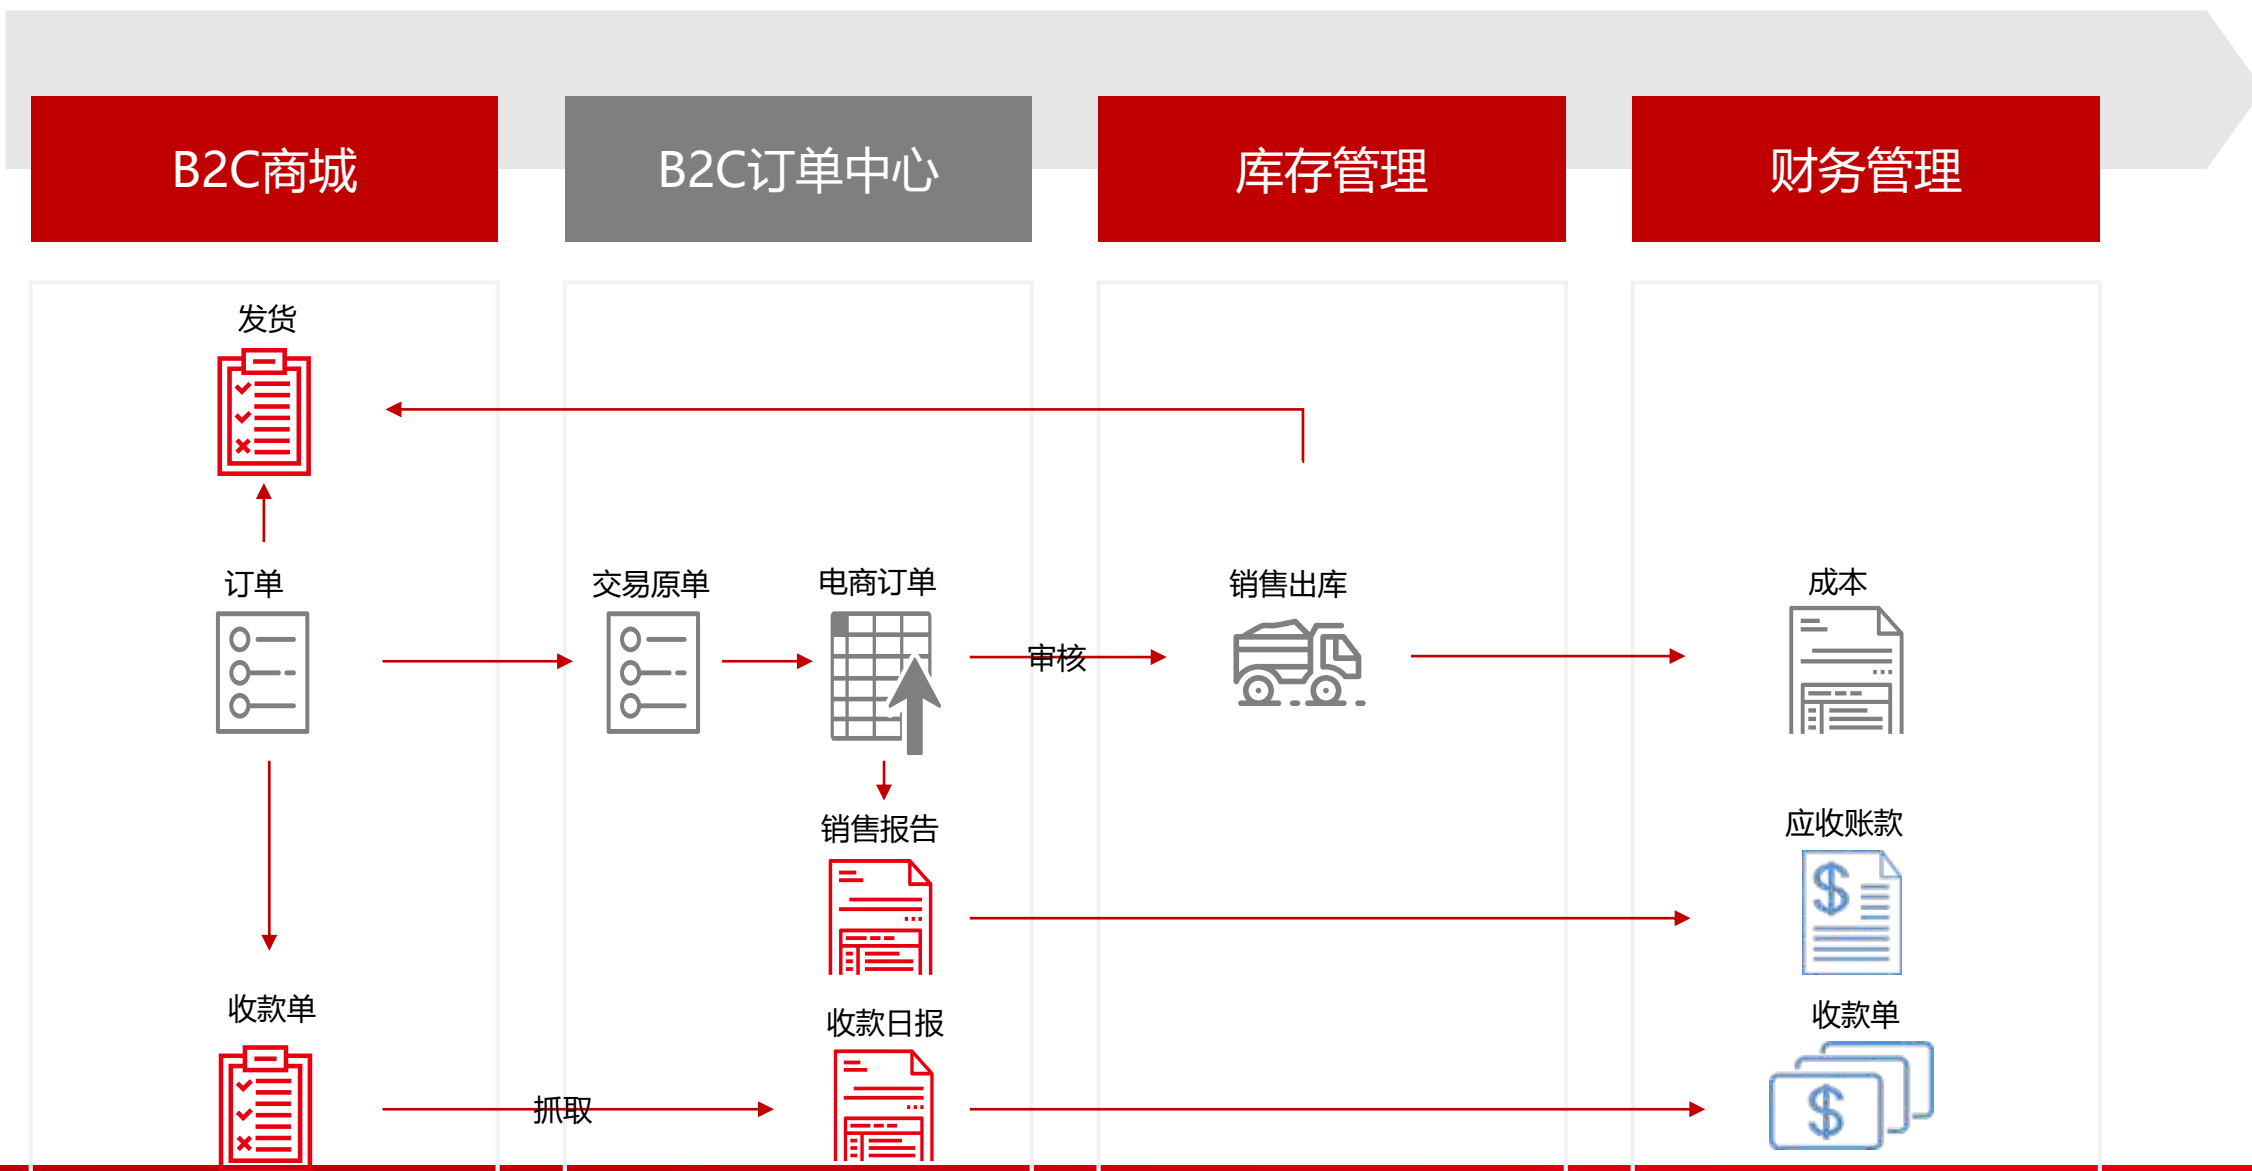 B2C商城
B2C订单中心
库存管理
财务管理
发货
订单
交易原单
电商订单
审核
销售出库
成本
销售报告
应收账款
收款单
收款日报
收款单
抓取